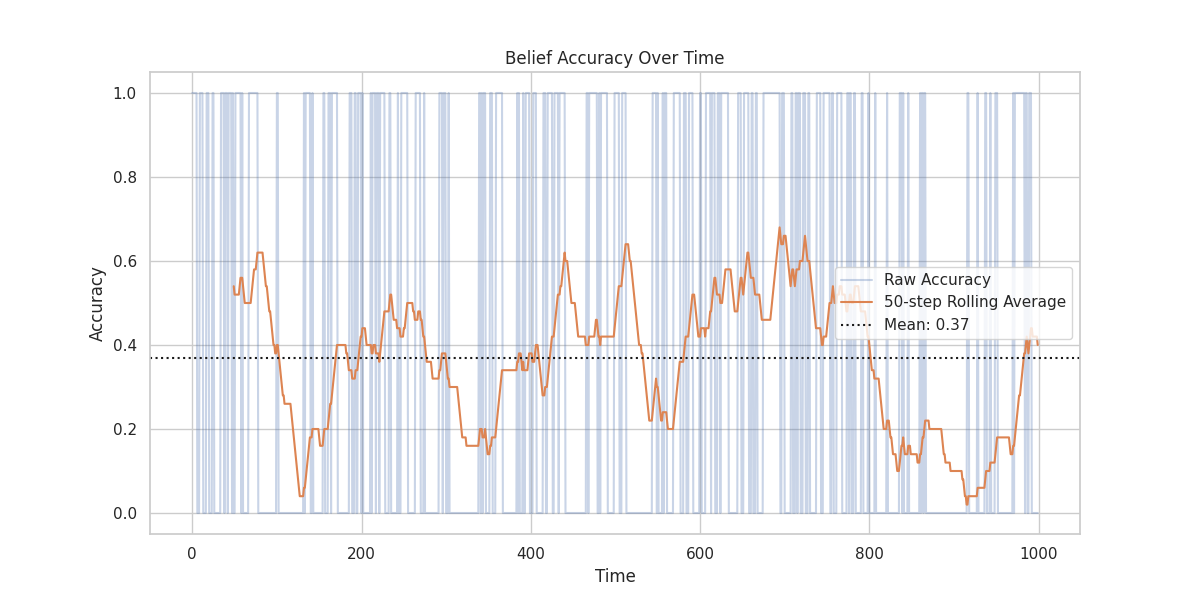 Belief Accuracy Over Time
1.0
0.8
0.6
0.4
0.2
0.0
Accuracy
0 200 400 600 800 1000
Time
Raw Accuracy
50-step Rolling Average
Mean: 0.37